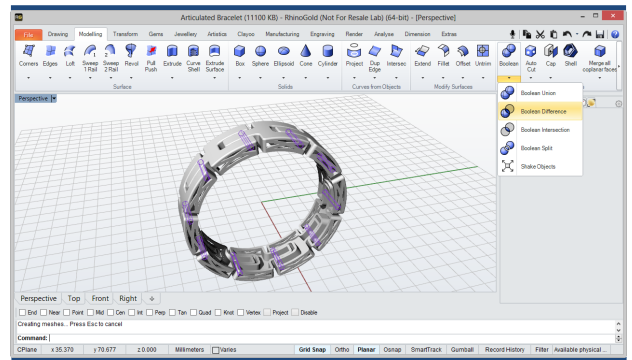 Articulated Bracelet (11100 KB) - RhinoGold (Not For Resale Lab) (64-bit) - [Perspective]
File Drawing Modelling Transform Gems Jewellery Artistics Clayoo Manufacturing Engraving Render Analyse Dimension Extras
Corners Edges Loft Sweep 1 Rail Sweep 2 Rail Revol Pull Push Extrude Curve Shell Extrude Surface Box Sphere Ellipsoid Cone Cylinder Project Dup Edge Intersec Extend Fillet Offset Untrim Boolean Auto Cut Cap Shell Merge all coplanar faces
Surface Solids Curves from Objects Modify Surfaces
Perspective
Boolean Union
Boolean Difference
Boolean Intersection
Boolean Split
Shake Objects
Perspective Top Front Right
End Near Point Mid Cen Int Perp Tan Quad Knot Vertex Project Disable
Creating meshes... Press Esc to cancel
Command:
CPlane x 35.370 y 70.677 z 0.000 Millimeters Varies Grid Snap Ortho Planar Osnap SmartTrack Gumball Record History Filter Available physical ...